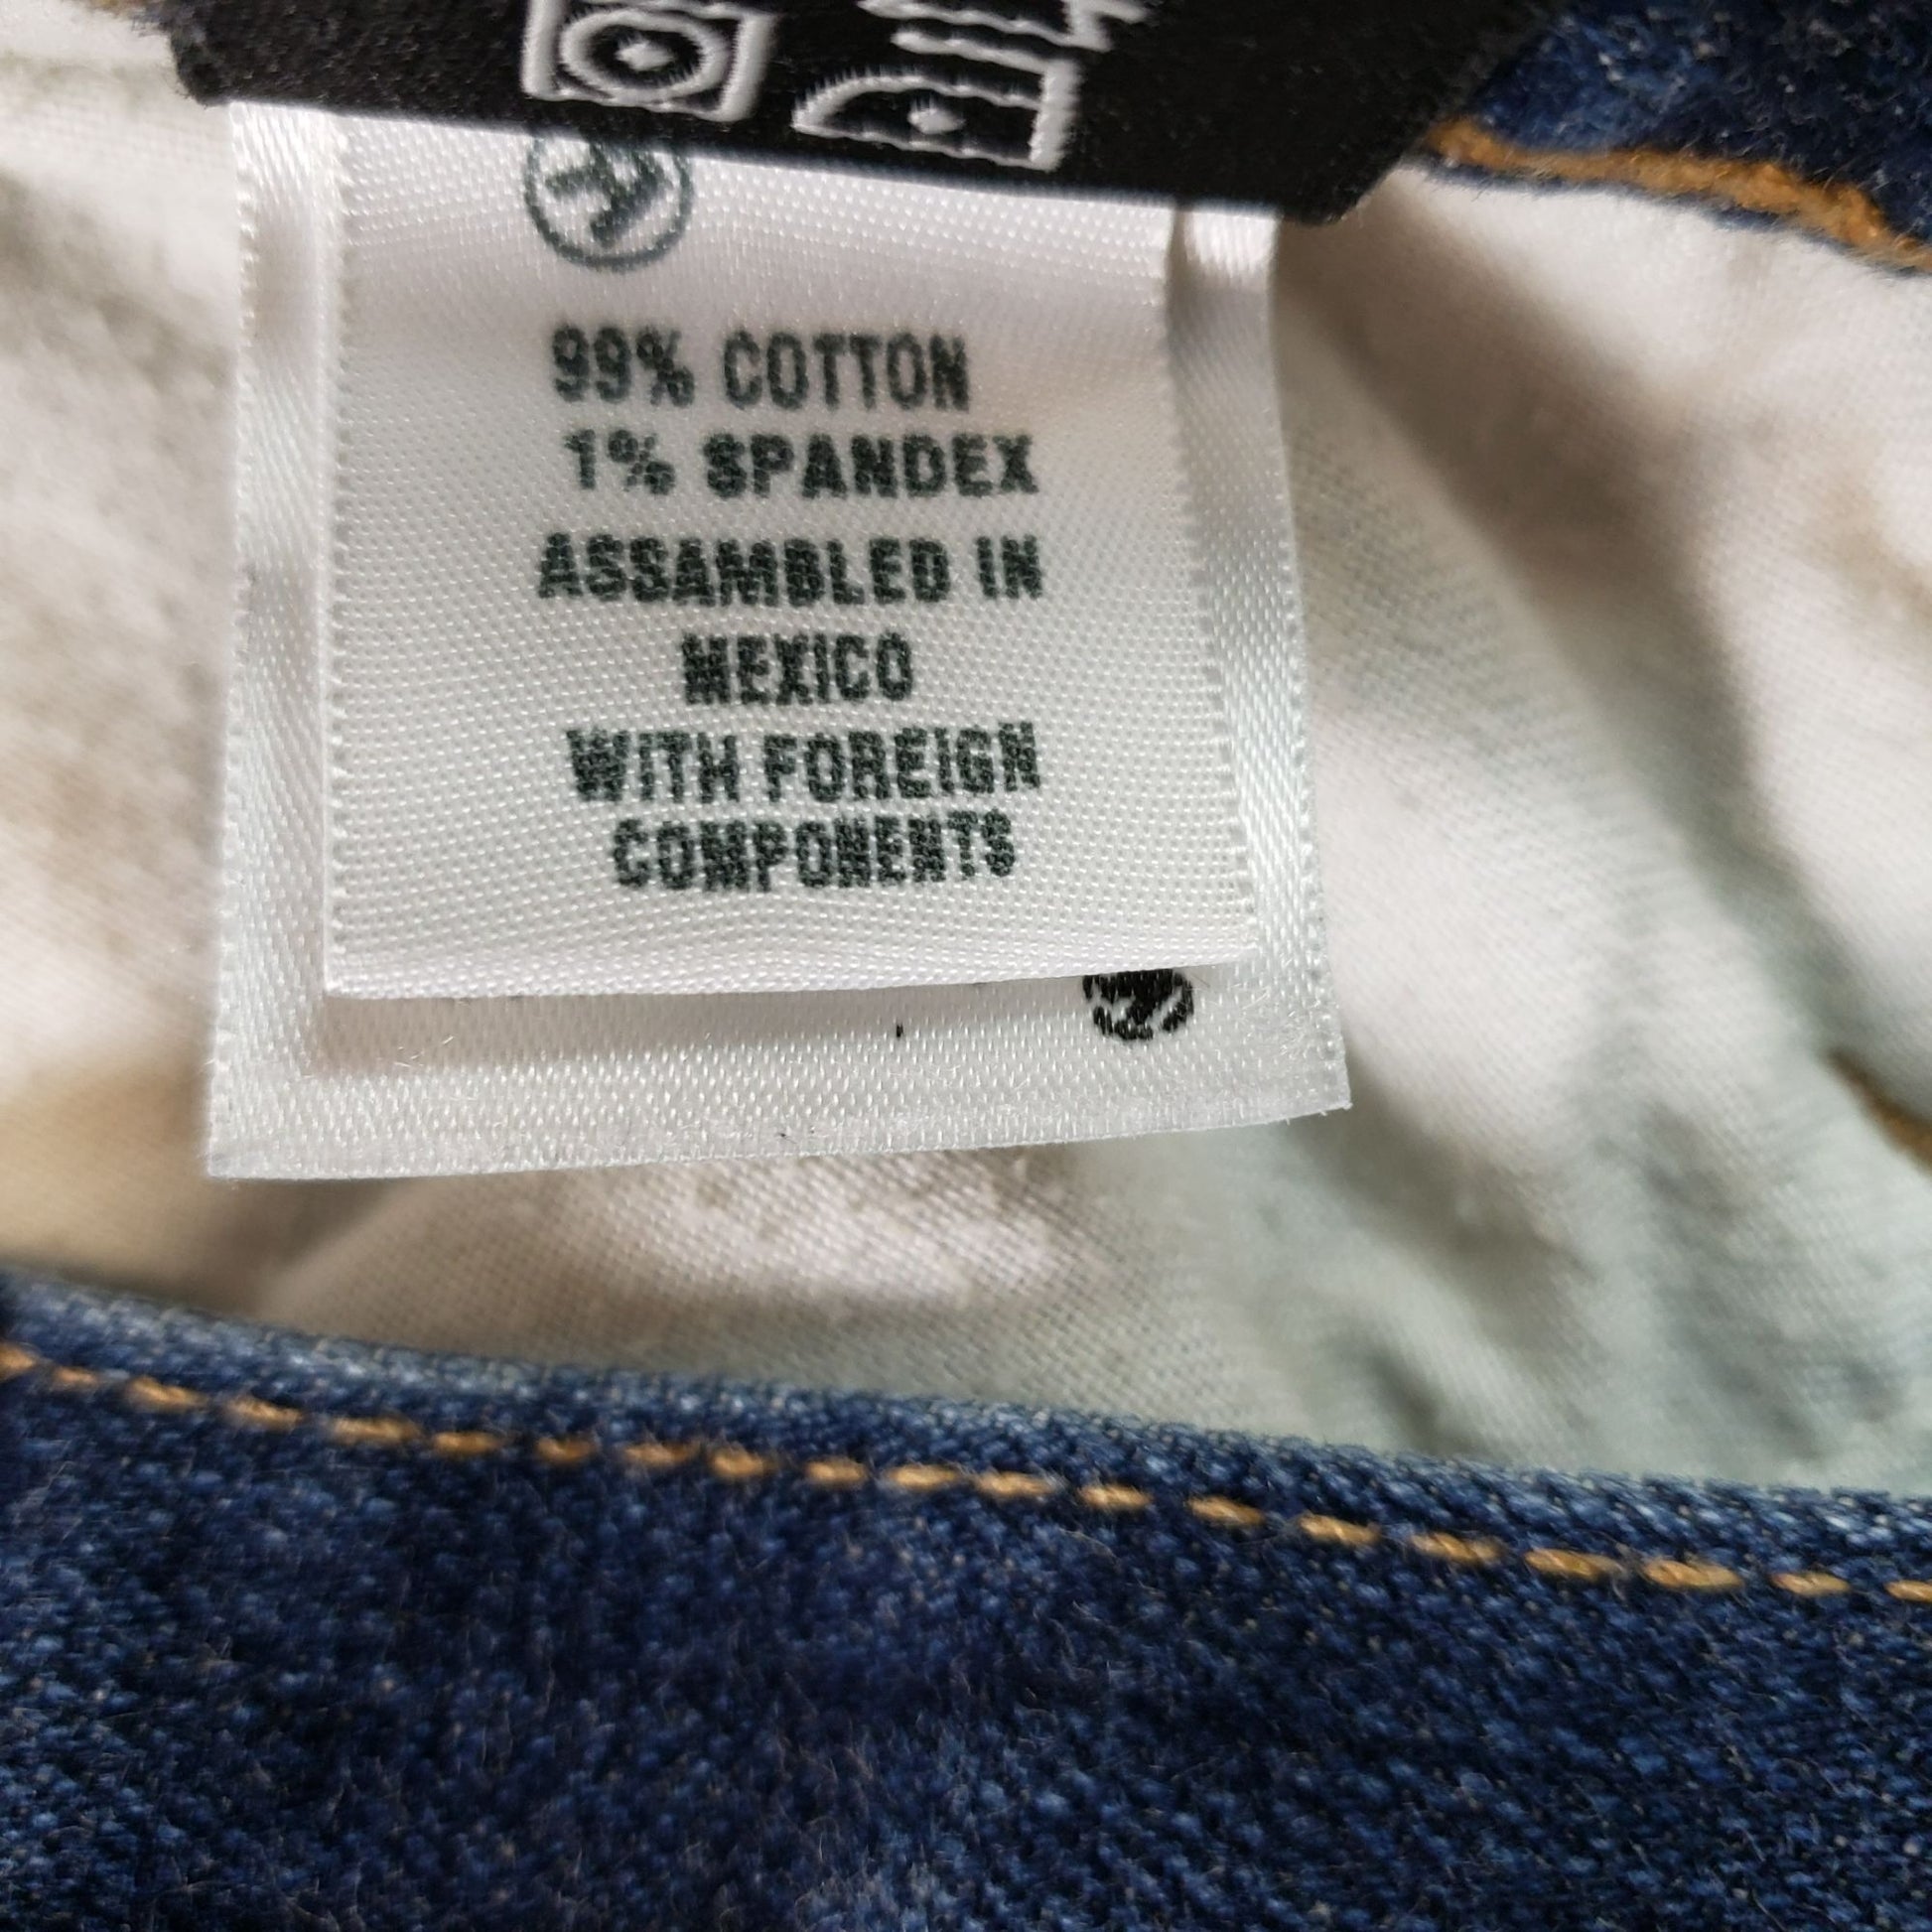 99% COTTON
1% SPANDEX
ASSAMBLED IN
MEXICO
WITH FOREIGN
COMPONENTS